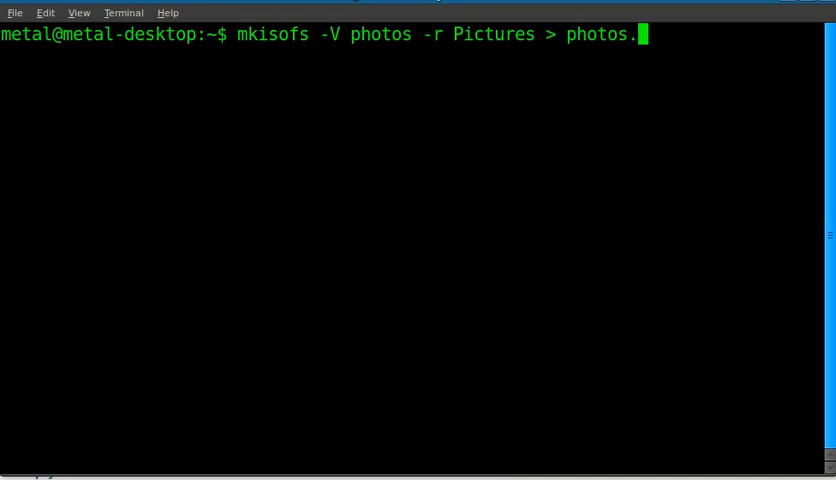 File Edit View Terminal Help
metal@metal-desktop:~$ mkisofs -V photos -r Pictures > photos.